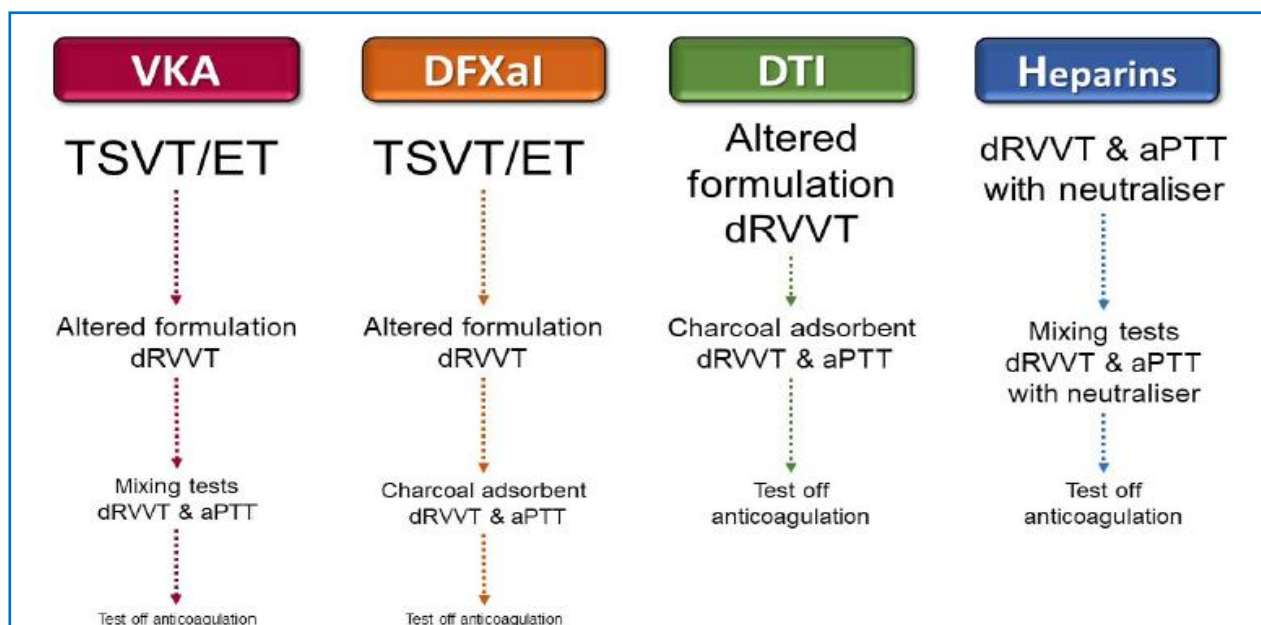 VKA
TSVT/ET
Altered formulation
dRVVT
Mixing tests
dRVVT & aPTT
Test off anticoagulation
DFXaI
TSVT/ET
Altered formulation
dRVVT
Charcoal adsorbent
dRVVT & aPTT
Test off anticoagulation
DTI
Altered
formulation
dRVVT
Charcoal adsorbent
dRVVT & aPTT
Test off
anticoagulation
Heparins
dRVVT & aPTT
with neutraliser
Mixing tests
dRVVT & aPTT
with neutraliser
Test off
anticoagulation